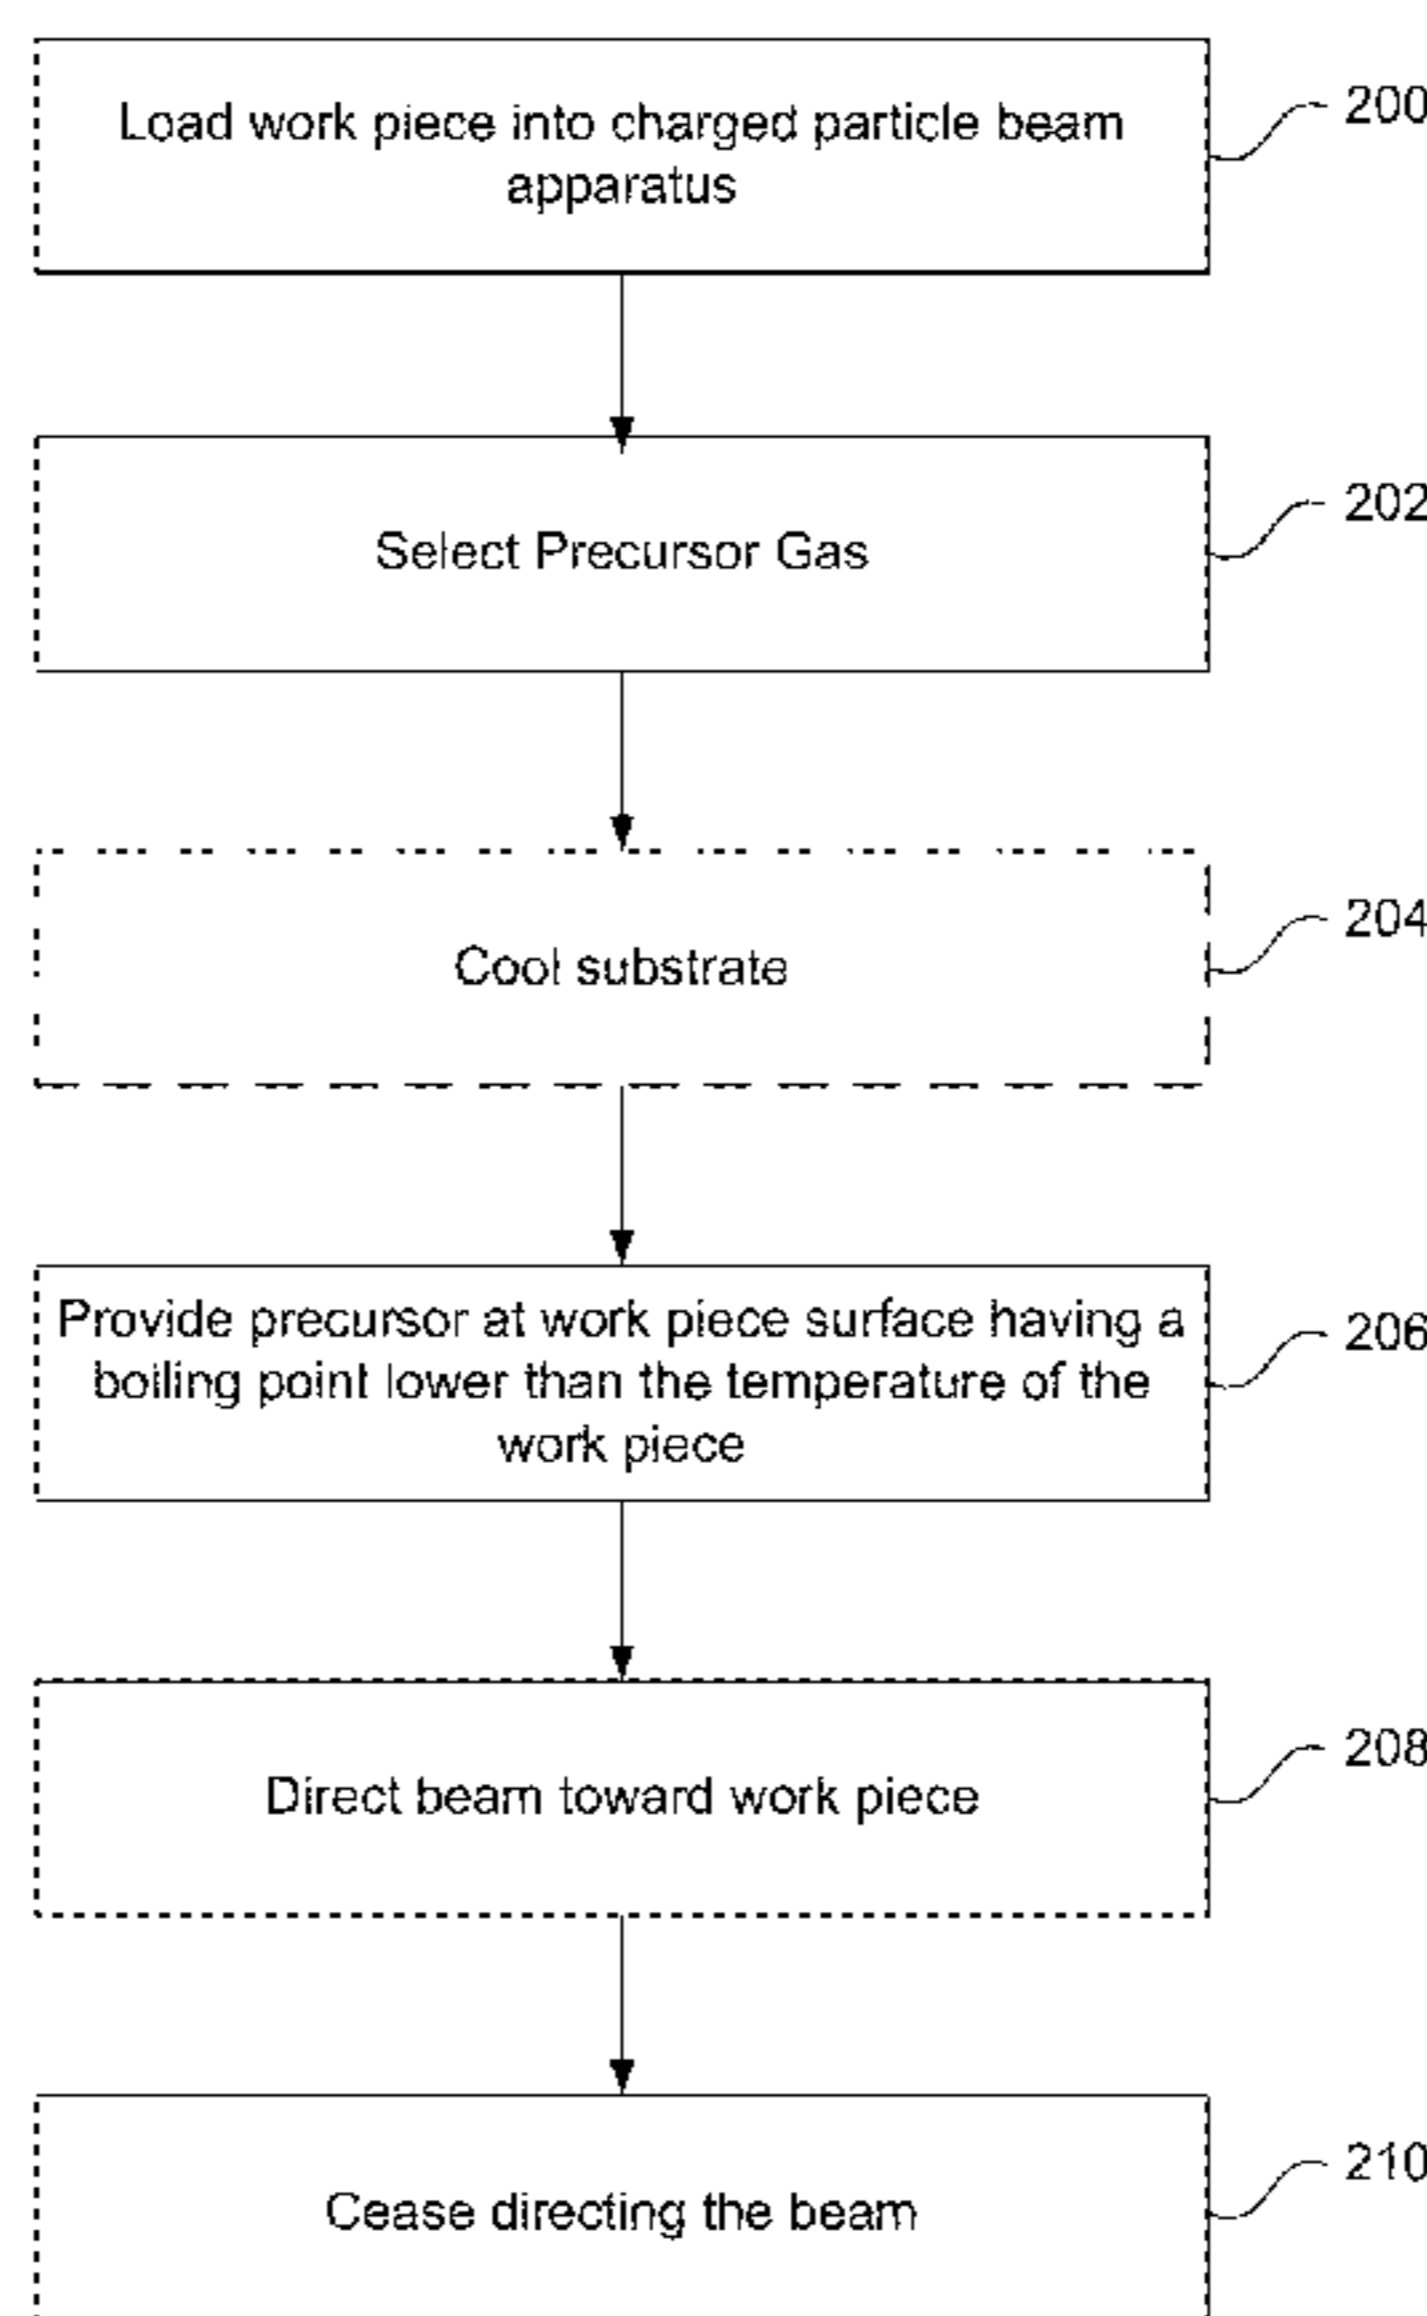 Load work piece into charged particle beam
apparatus
200
Select Precursor Gas
202
Cool substrate
204
Provide precursor at work piece surface having a
boiling point lower than the temperature of the
work piece
206
Direct beam toward work piece
208
Cease directing the beam
210